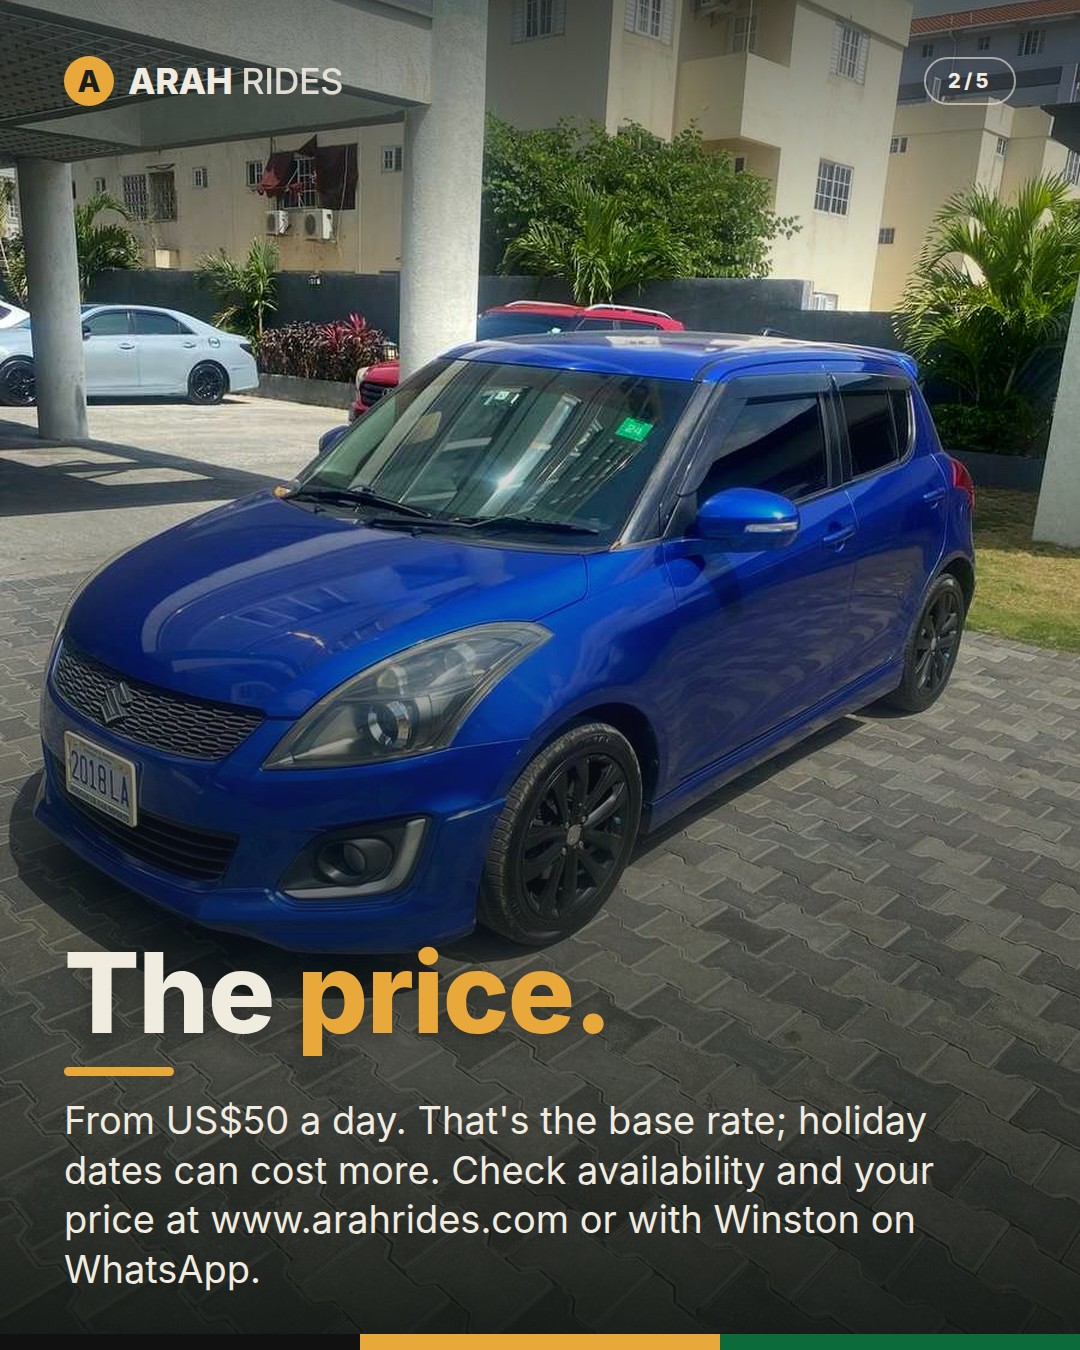 A ARAH RIDES
2/5
24
2018LA
The price.
From US$50 a day. That's the base rate; holiday
dates can cost more. Check availability and your
price at www.arahrides.com or with Winston on
WhatsApp.